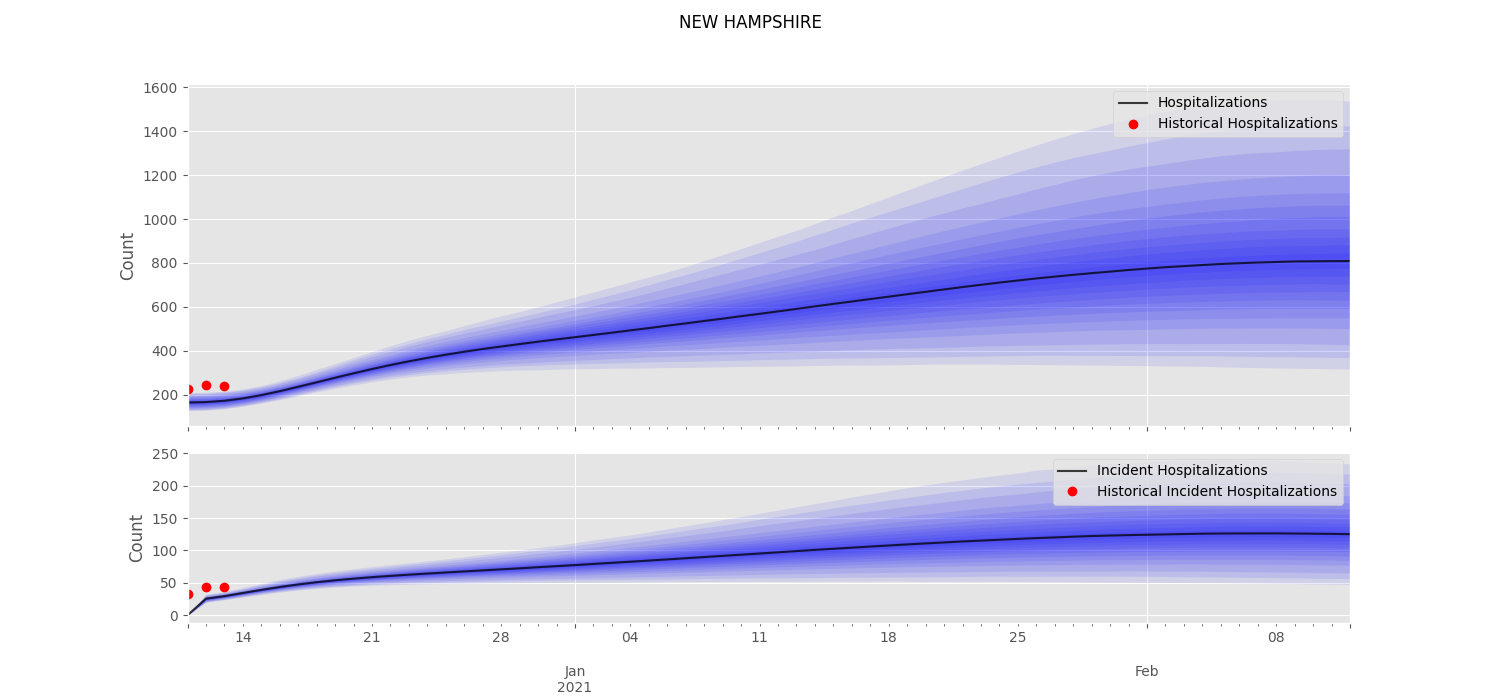 NEW HAMPSHIRE
1600
1400
1200
1000
800
600
400
200
Count
Hospitalizations
Historical Hospitalizations
250
200
150
100
50
0
Count
Incident Hospitalizations
Historical Incident Hospitalizations
14 21 28 04 11 18 25 08
Jan Feb
2021